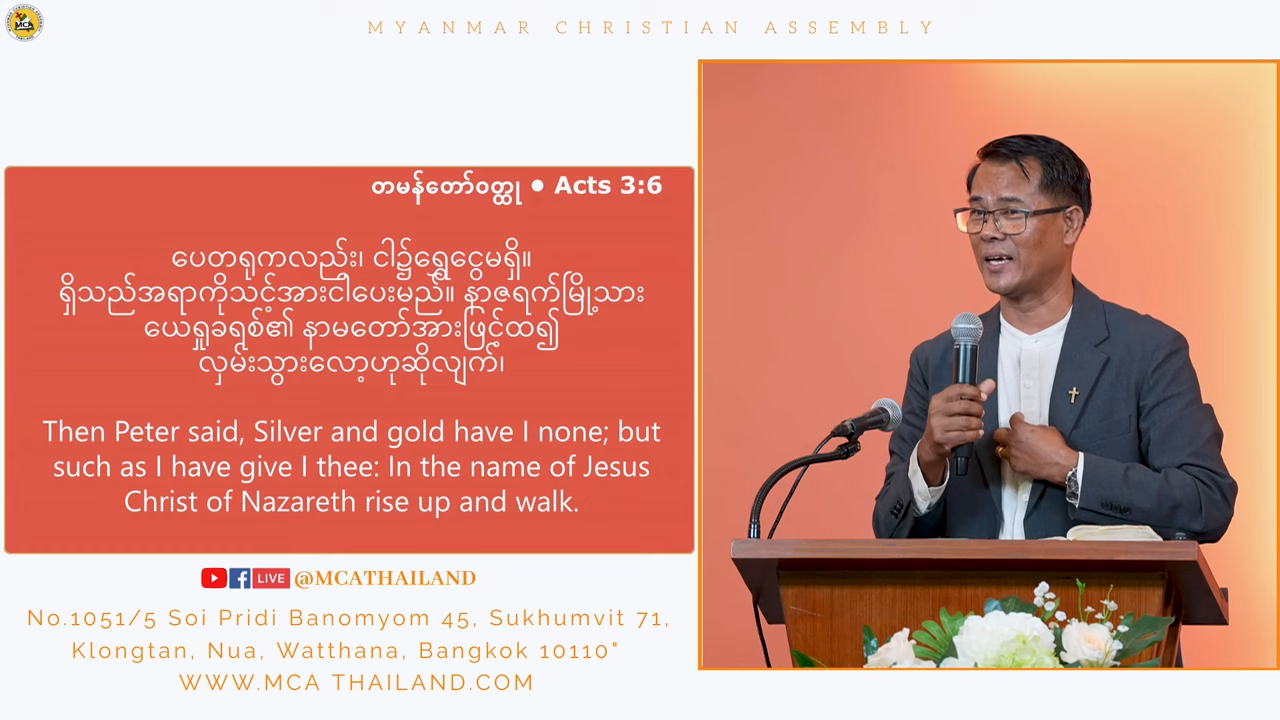 MCA
MYANMAR CHRISTIAN ASSEMBLY
တမန်တော်ဝတ္ထု • Acts 3:6
ပေတရုကလည်း၊ ငါ၌ရွှေငွေမရှိ။
ရှိသည်အရာကိုသင့်အားငါပေးမည်။ နာဇရက်မြို့သား
ယေရှုခရစ်၏ နာမတော်အားဖြင့်ထ၍
လှမ်းသွားလော့ဟုဆိုလျက်၊
Then Peter said, Silver and gold have I none; but
such as I have give I thee: In the name of Jesus
Christ of Nazareth rise up and walk.
LIVE @MCATHAILAND
No.1051/5 Soi Pridi Banomyom 45, Sukhumvit 71,
Klongtan, Nua, Watthana, Bangkok 10110"
WWW.MCA THAILAND.COM